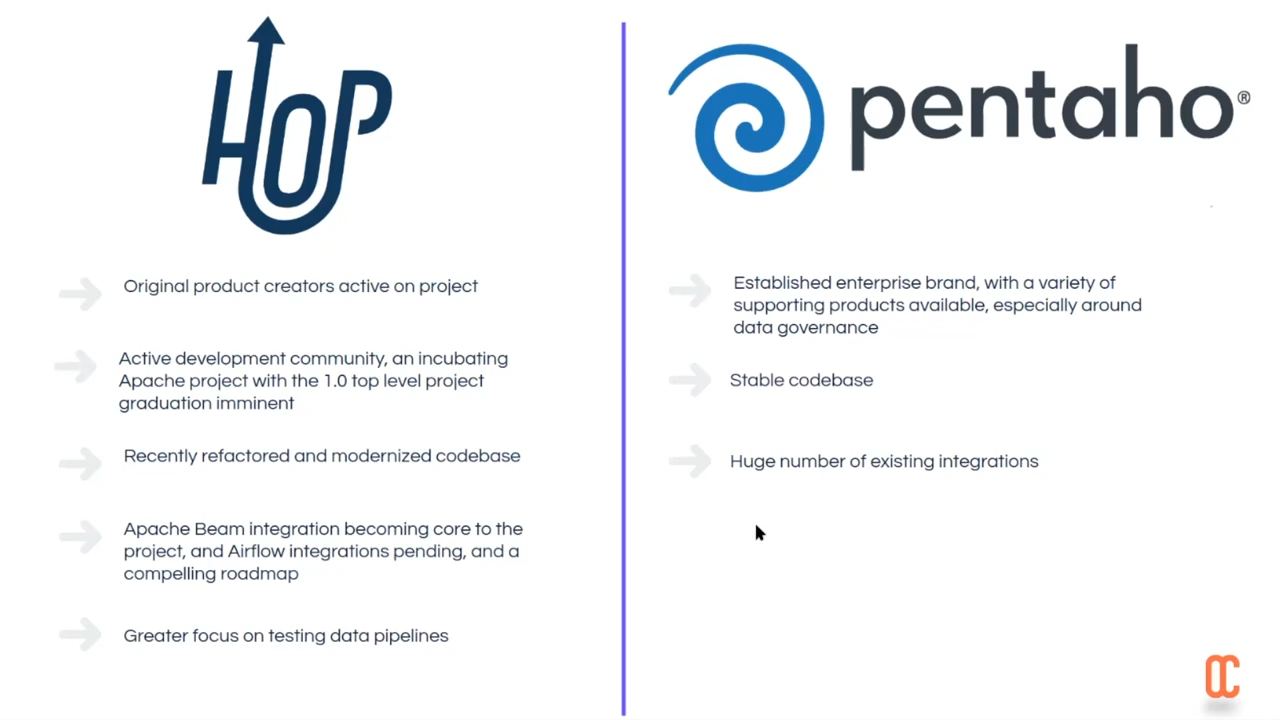 HOP
Original product creators active on project
Active development community, an incubating
Apache project with the 1.0 top level project
graduation imminent
Recently refactored and modernized codebase
Apache Beam integration becoming core to the
project, and Airflow integrations pending, and a
compelling roadmap
Greater focus on testing data pipelines
pentaho®
Established enterprise brand, with a variety of
supporting products available, especially around
data governance
Stable codebase
Huge number of existing integrations
OC